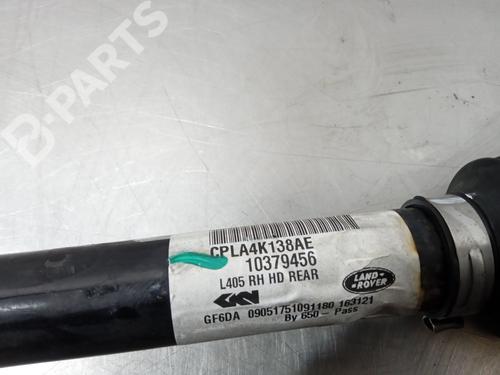 CPLA4K138AE
10379456
L405 RH HD REAR
GKN
LAND
ROVER
GF6DA 09051751091180 163121
By 650 - Pass
B-PARTS